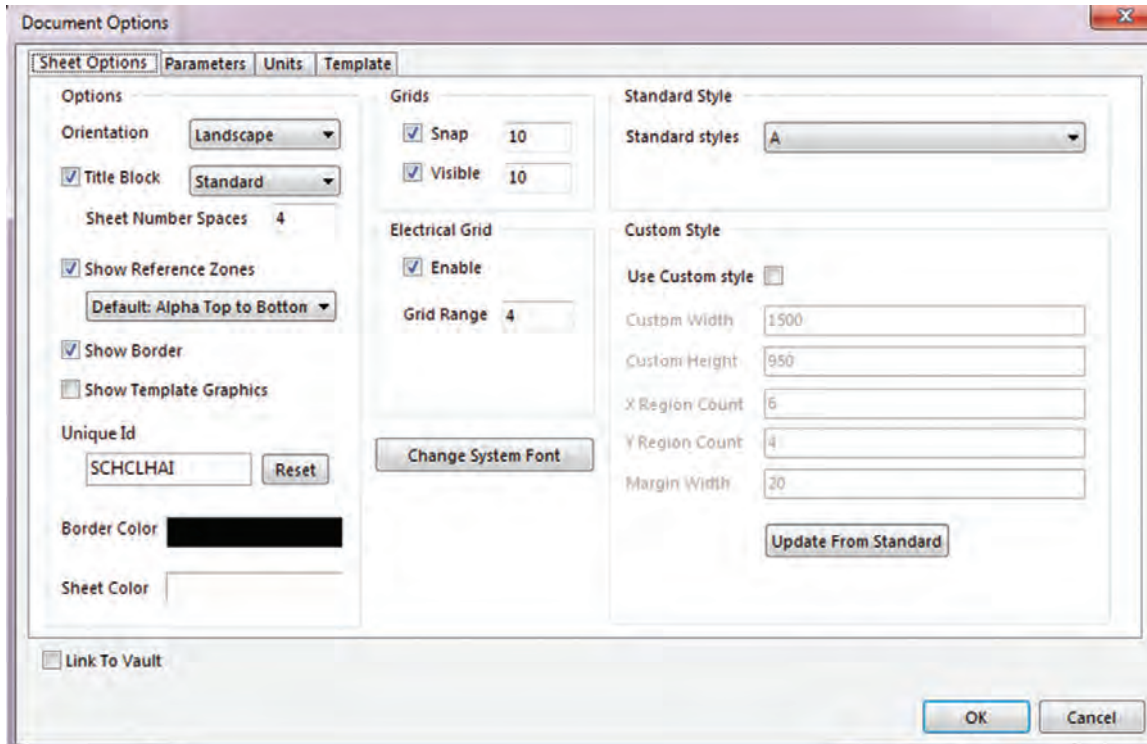 Document Options
Sheet Options Parameters Units Template
Options
Orientation Landscape
Title Block Standard
Sheet Number Spaces 4
Show Reference Zones
Default: Alpha Top to Botton
Show Border
Show Template Graphics
Unique Id
SCHCLHAI Reset
Border Color
Sheet Color
Grids
Snap 10
Visible 10
Electrical Grid
Enable
Grid Range 4
Change System Font
Standard Style
Standard styles A
Custom Style
Use Custom style
Custom Width 1500
Custom Height 950
X Region Count 6
Y Region Count 4
Margin Width 20
Update From Standard
Link To Vault
OK Cancel